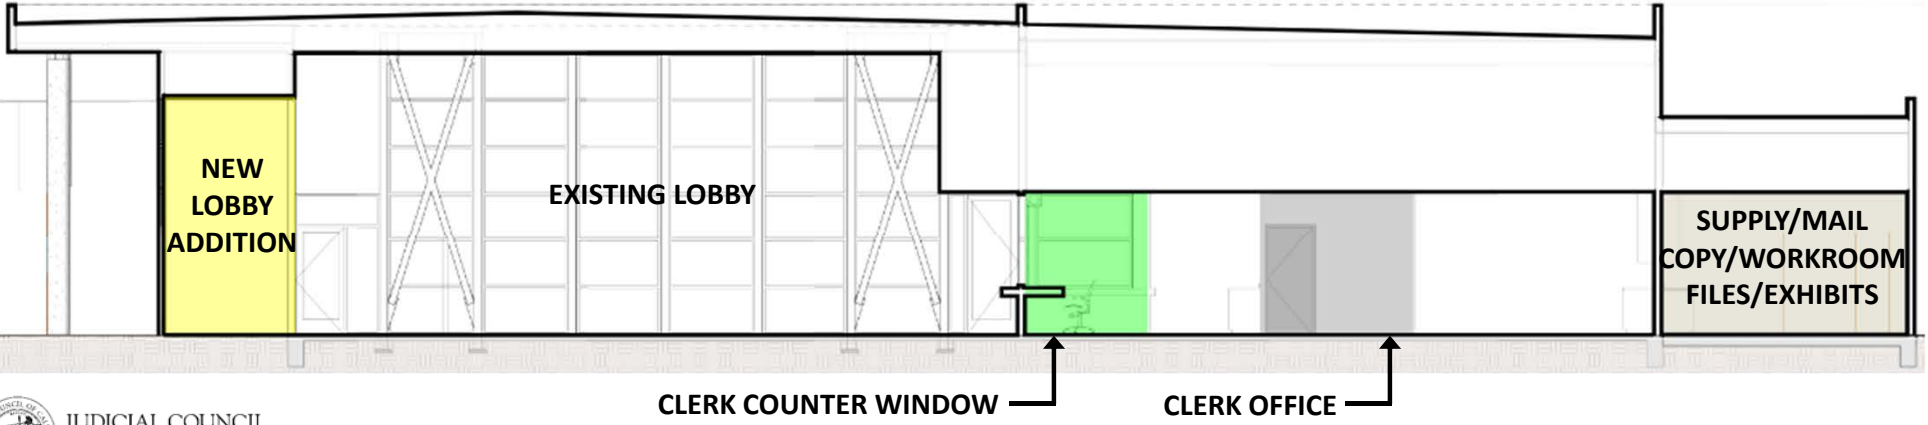 NEW
LOBBY
ADDITION
EXISTING LOBBY
SUPPLY/MAIL
COPY/WORKROOM
FILES/EXHIBITS
CLERK COUNTER WINDOW
CLERK OFFICE
JUDICIAL COUNCIL